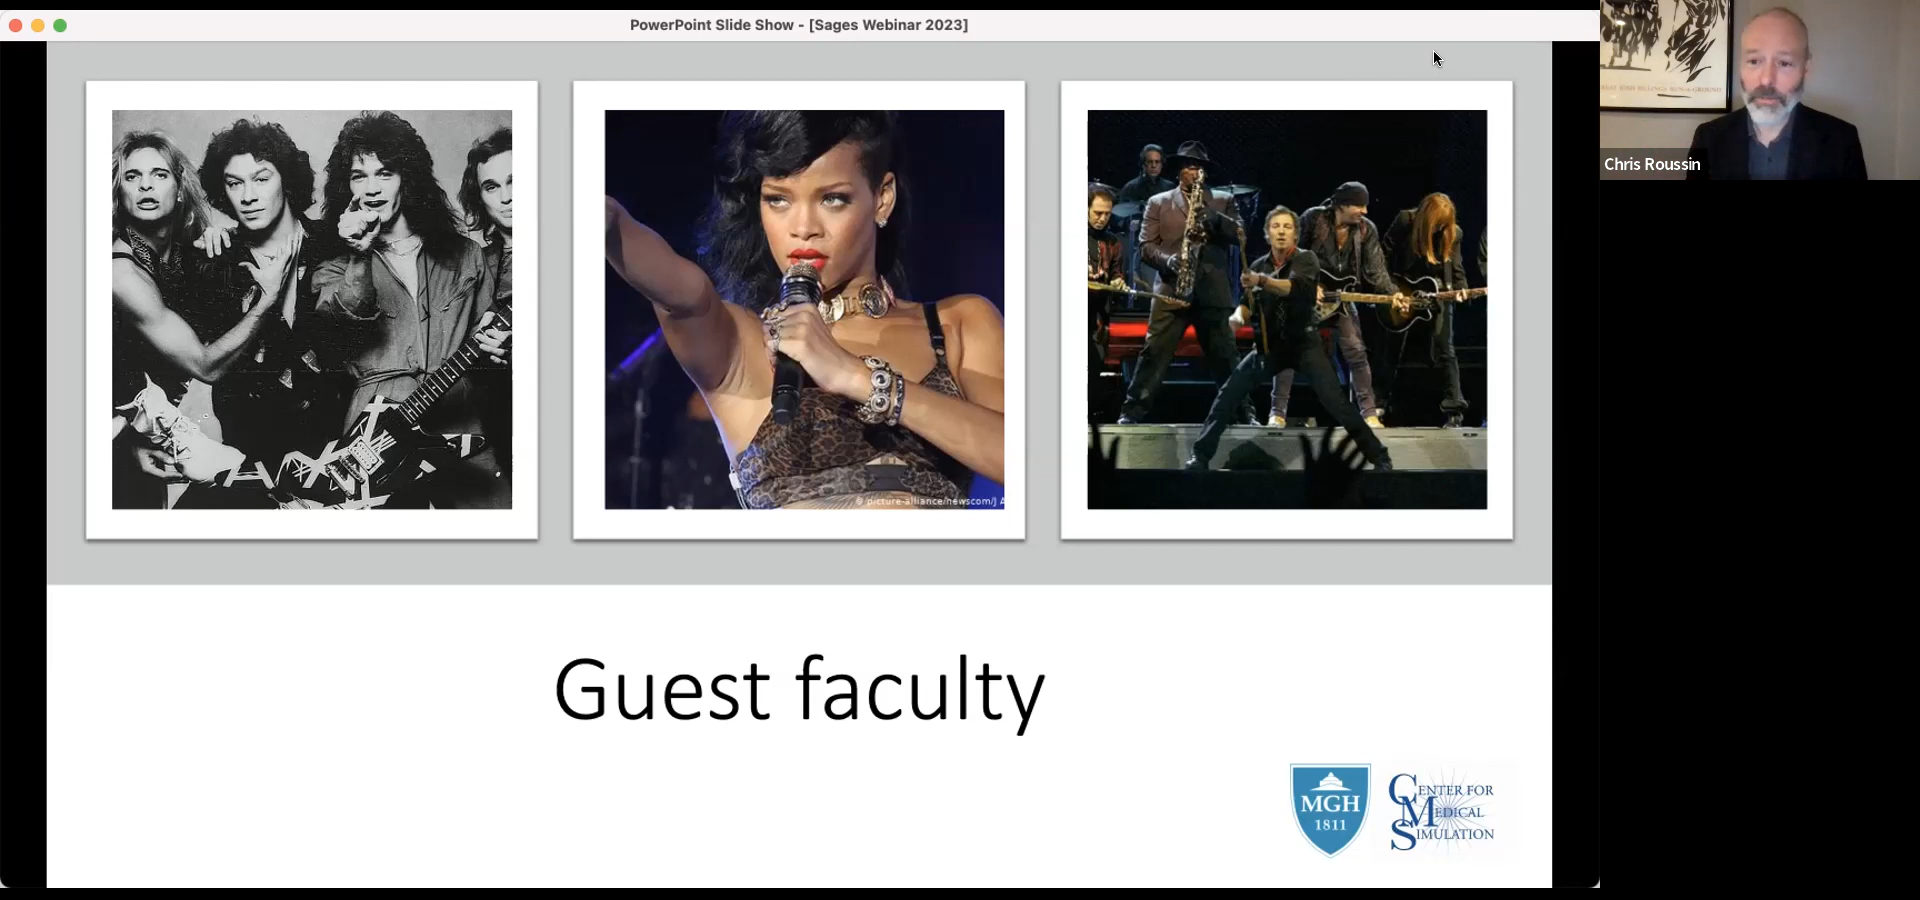 PowerPoint Slide Show - [Sages Webinar 2023]
© picture-alliance/newscom/J A
Guest faculty
MGH
1811
CENTER FOR
MEDICAL
SIMULATION
Chris Roussin